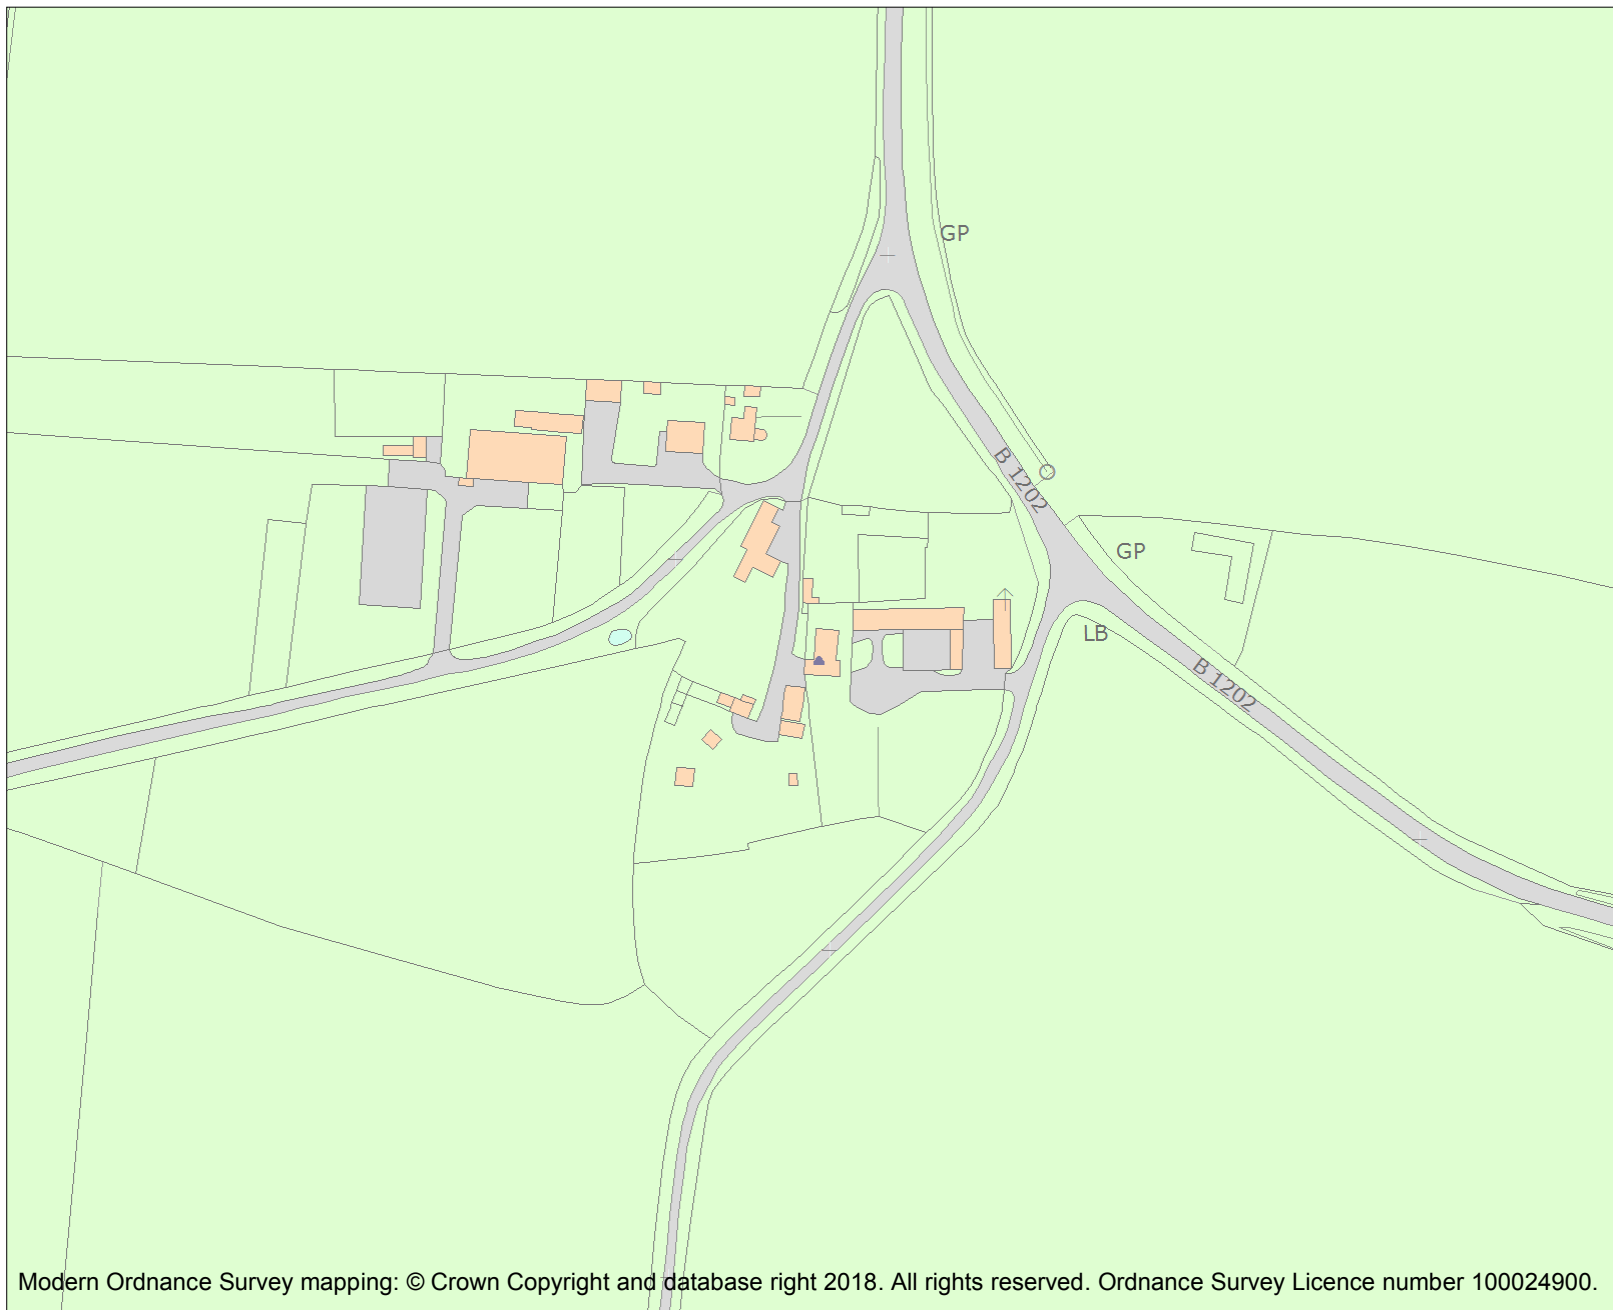 GP
B 1202
GP
LB
B 1202
Modern Ordnance Survey mapping: © Crown Copyright and database right 2018. All rights reserved. Ordnance Survey Licence number 100024900.